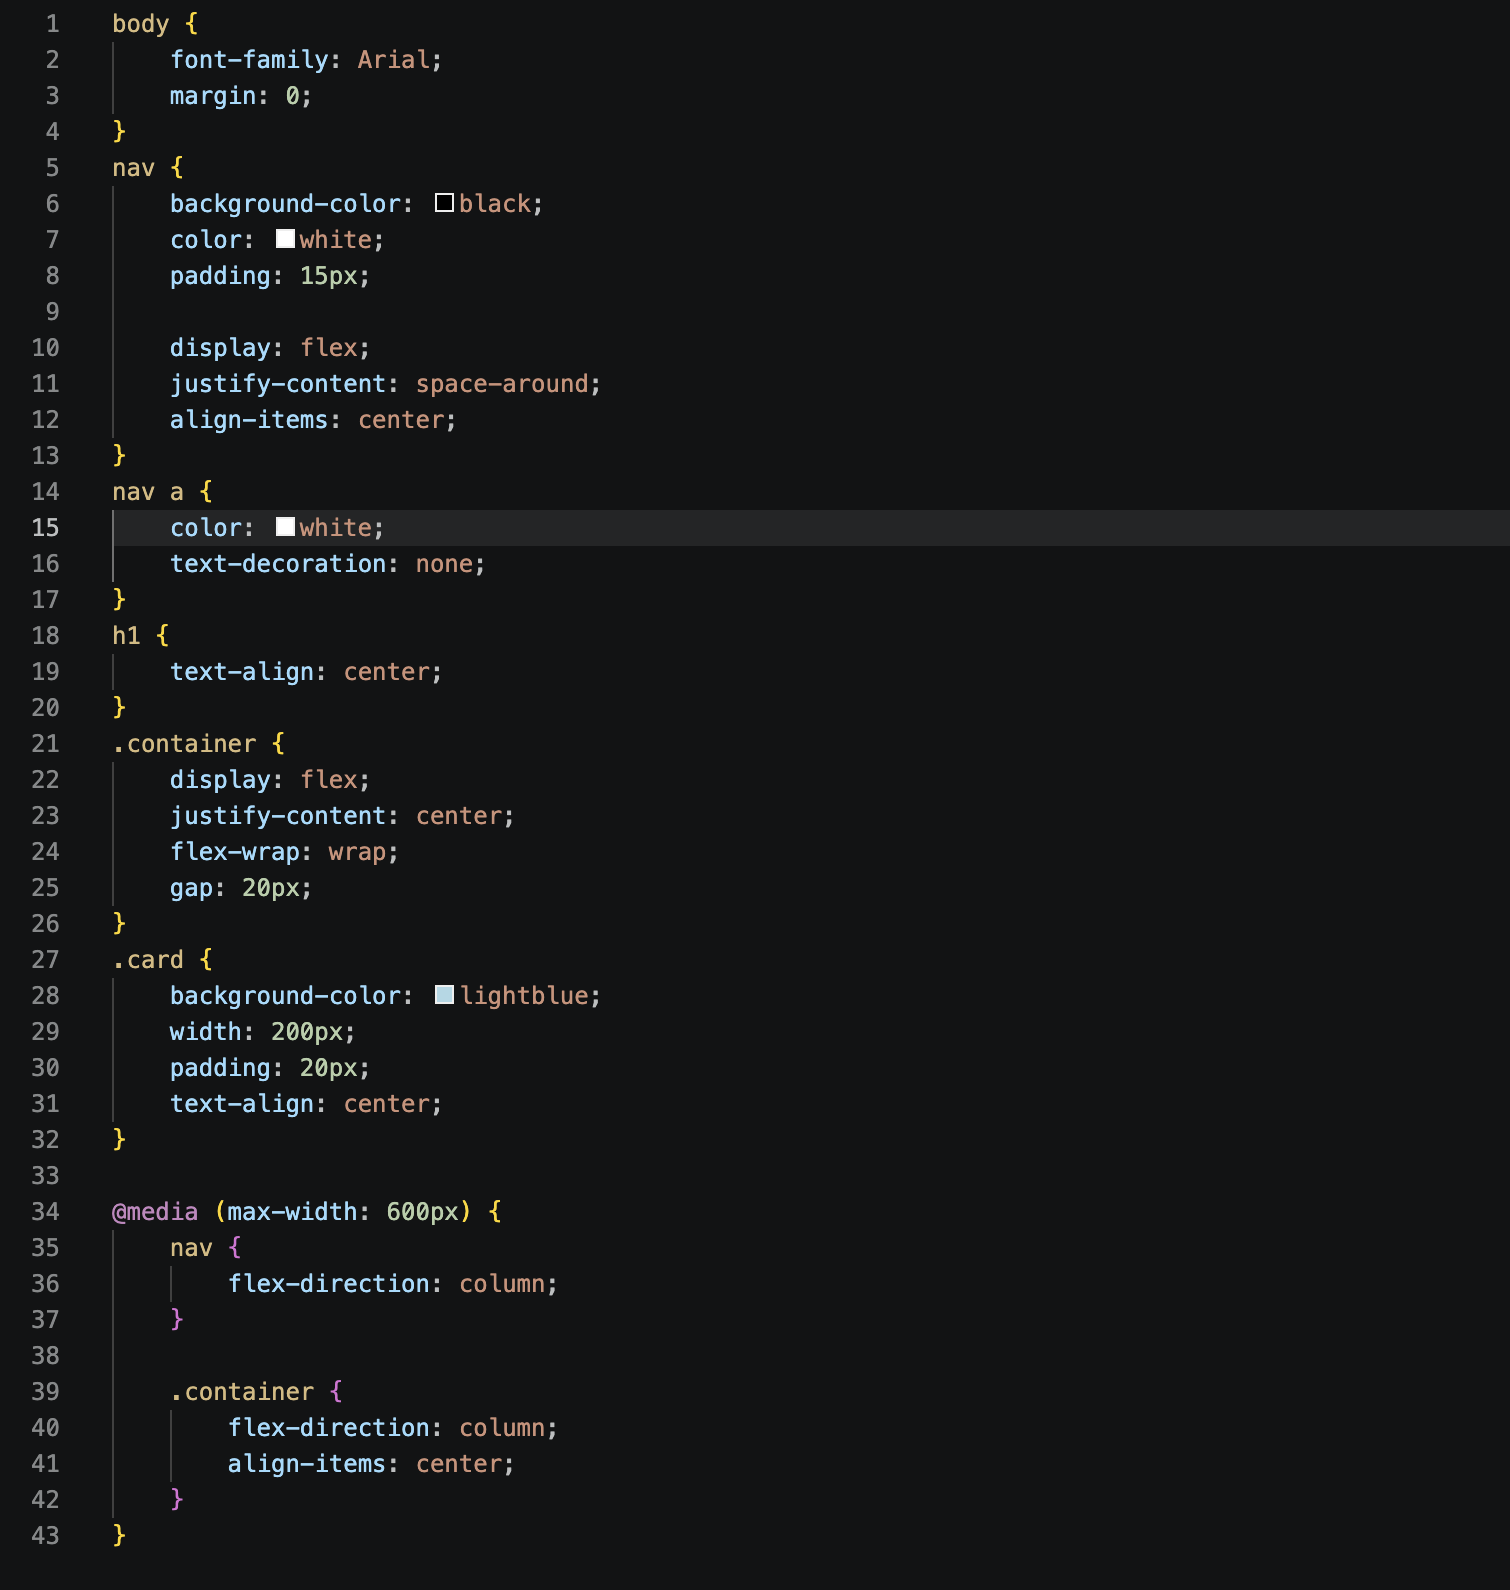 1 body {
2     font-family: Arial;
3     margin: 0;
4 }
5 nav {
6     background-color: black;
7     color: white;
8     padding: 15px;
9
10     display: flex;
11     justify-content: space-around;
12     align-items: center;
13 }
14 nav a {
15     color: white;
16     text-decoration: none;
17 }
18 h1 {
19     text-align: center;
20 }
21 .container {
22     display: flex;
23     justify-content: center;
24     flex-wrap: wrap;
25     gap: 20px;
26 }
27 .card {
28     background-color: lightblue;
29     width: 200px;
30     padding: 20px;
31     text-align: center;
32 }
33
34 @media (max-width: 600px) {
35     nav {
36         flex-direction: column;
37     }
38
39     .container {
40         flex-direction: column;
41         align-items: center;
42     }
43 }